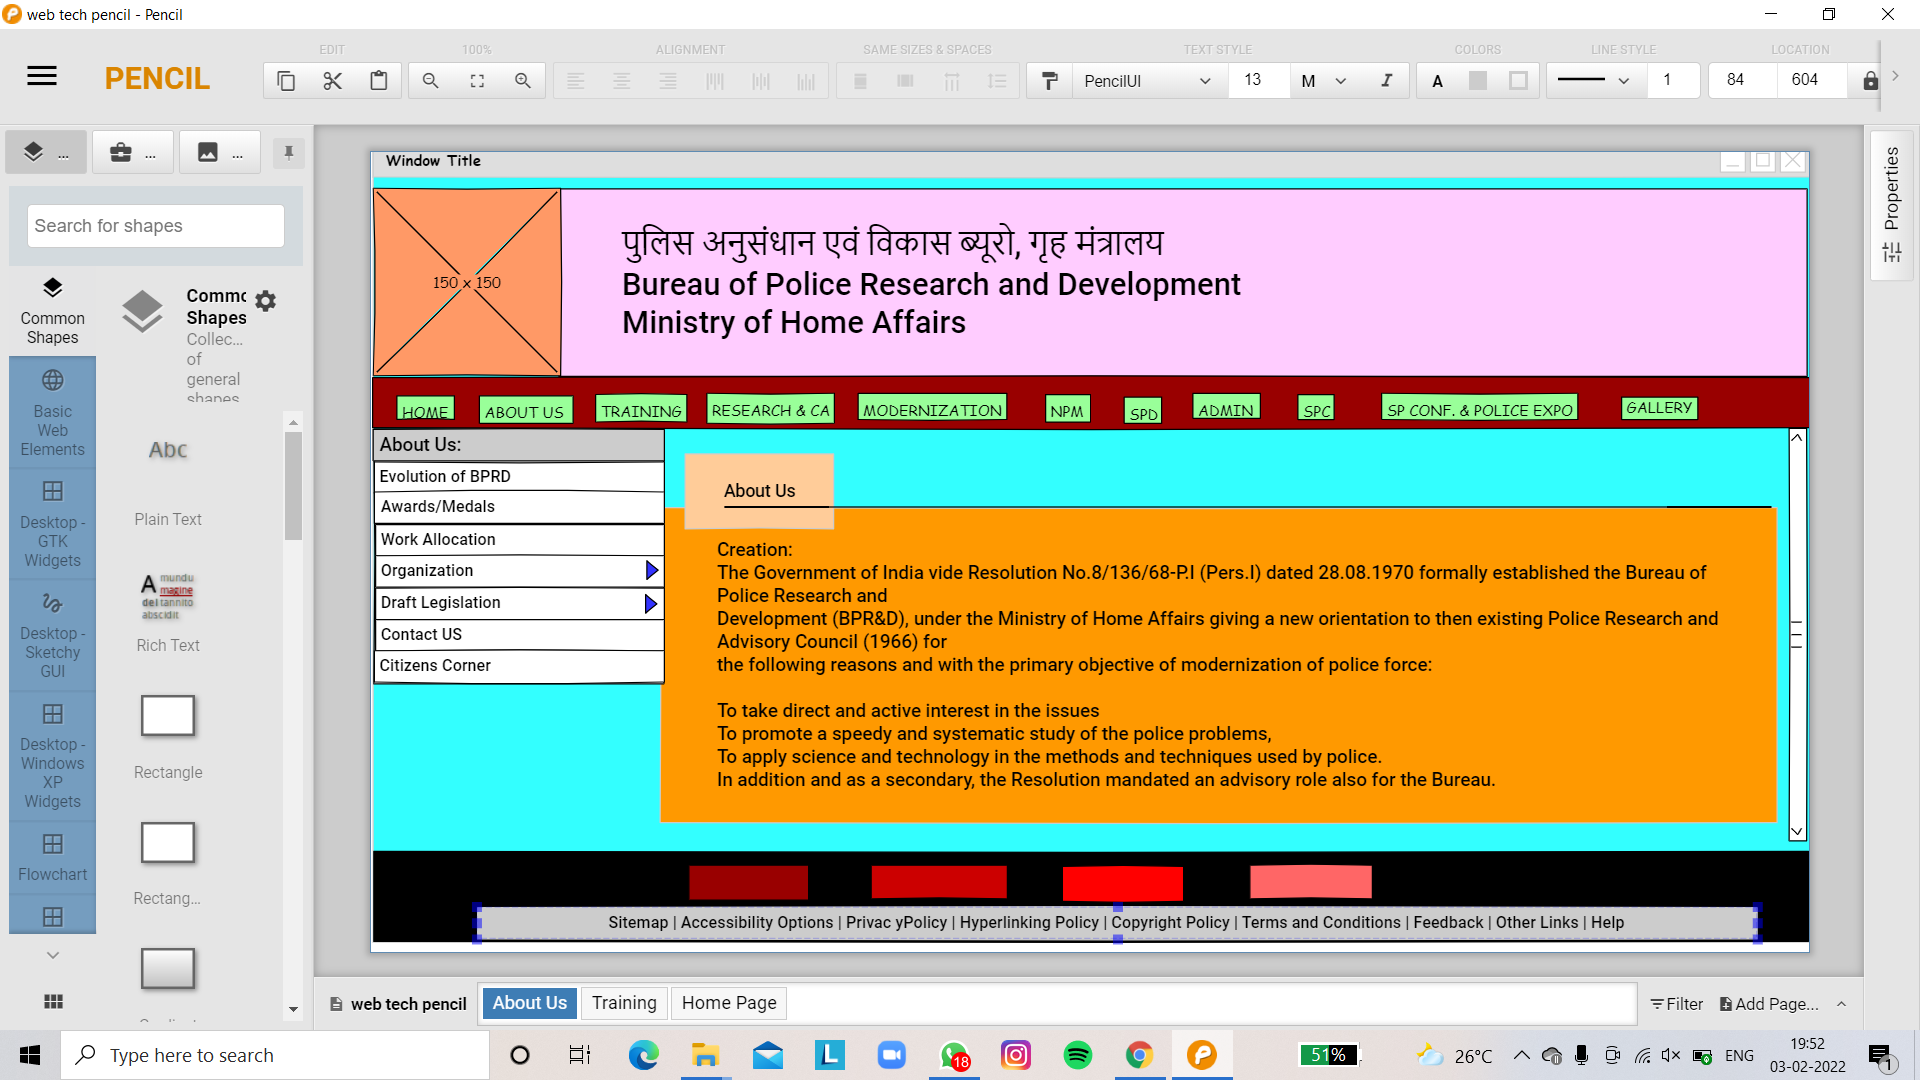 web tech pencil - Pencil
EDIT
100%
ALIGNMENT
SAME SIZES & SPACES
TEXT STYLE
COLORS
LINE STYLE
LOCATION
PENCIL
PencilUI
13
M
I
A
1
84
604
...
...
...
Properties
Search for shapes
Common
Shapes
Basic
Web
Elements
Desktop -
GTK
Widgets
Desktop -
Sketchy
GUI
Desktop -
Windows
XP
Widgets
Flowchart
Commc
Shapes
Collec...
of
general
shapes
Abc
Plain Text
A mundu
magine
del tannito
abscidit
Rich Text
Rectangle
Rectang...
Window Title
150 x 150
पुलिस अनुसंधान एवं विकास ब्यूरो, गृह मंत्रालय
Bureau of Police Research and Development
Ministry of Home Affairs
HOME
ABOUT US
TRAINING
RESEARCH & CA
MODERNIZATION
NPM
SPD
ADMIN
SPC
SP CONF. & POLICE EXPO
GALLERY
About Us:
Evolution of BPRD
Awards/Medals
Work Allocation
Organization
Draft Legislation
Contact US
Citizens Corner
About Us
Creation:
The Government of India vide Resolution No.8/136/68-P.I (Pers.I) dated 28.08.1970 formally established the Bureau of
Police Research and
Development (BPR&D), under the Ministry of Home Affairs giving a new orientation to then existing Police Research and
Advisory Council (1966) for
the following reasons and with the primary objective of modernization of police force:
To take direct and active interest in the issues
To promote a speedy and systematic study of the police problems,
To apply science and technology in the methods and techniques used by police.
In addition and as a secondary, the Resolution mandated an advisory role also for the Bureau.
Sitemap | Accessibility Options | Privac yPolicy | Hyperlinking Policy | Copyright Policy | Terms and Conditions | Feedback | Other Links | Help
web tech pencil
About Us
Training
Home Page
Filter
Add Page...
Type here to search
L
18
51%
26°C
ENG
19:52
03-02-2022
1